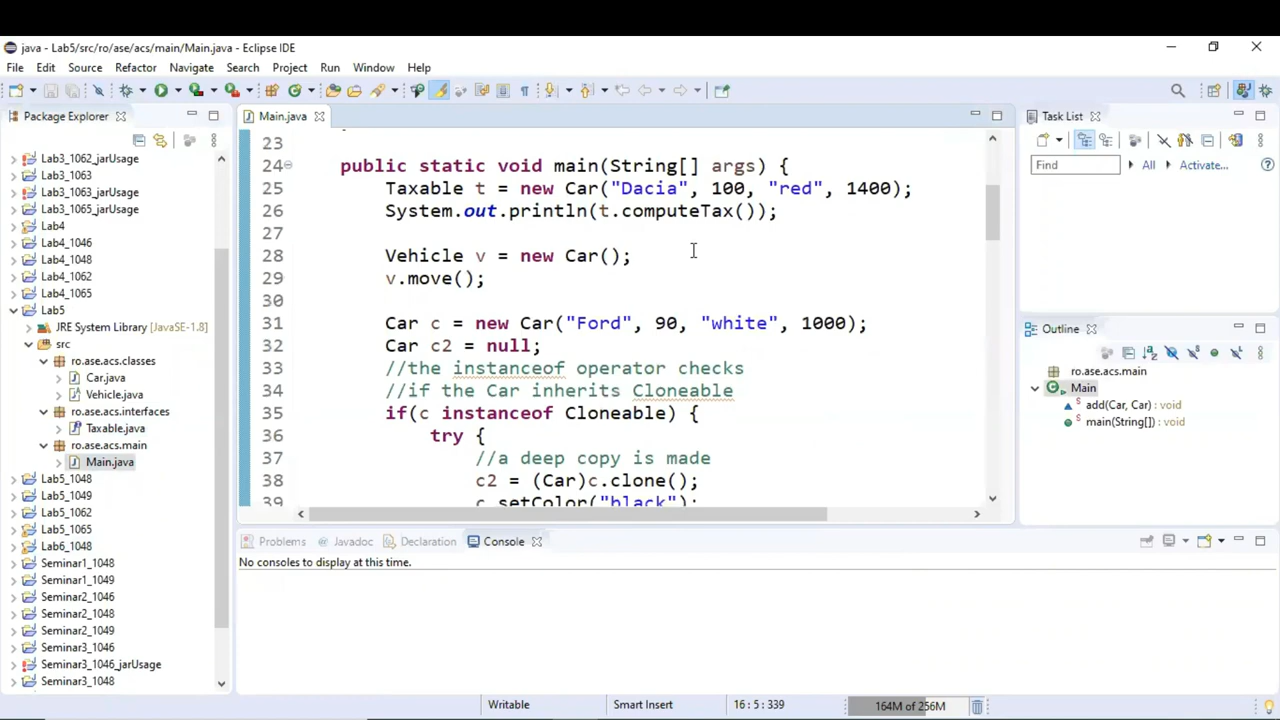 java - Lab5/src/ro/ase/acs/main/Main.java - Eclipse IDE
File Edit Source Refactor Navigate Search Project Run Window Help
Package Explorer
Lab3_1062_jarUsage
Lab3_1063
Lab3_1063_jarUsage
Lab3_1065_jarUsage
Lab4
Lab4_1046
Lab4_1048
Lab4_1062
Lab4_1065
Lab5
JRE System Library [JavaSE-1.8]
src
ro.ase.acs.classes
Car.java
Vehicle.java
ro.ase.acs.interfaces
Taxable.java
ro.ase.acs.main
Main.java
Lab5_1048
Lab5_1049
Lab5_1062
Lab5_1065
Lab6_1048
Seminar1_1048
Seminar1_1049
Seminar2_1046
Seminar2_1048
Seminar2_1049
Seminar3_1046
Seminar3_1046_jarUsage
Seminar3_1048
Main.java
23
24 public static void main(String[] args) {
25 Taxable t = new Car("Dacia", 100, "red", 1400);
26 System.out.println(t.computeTax());
27
28 Vehicle v = new Car();
29 v.move();
30
31 Car c = new Car("Ford", 90, "white", 1000);
32 Car c2 = null;
33 //the instanceof operator checks
34 //if the Car inherits Cloneable
35 if(c instanceof Cloneable) {
36 try {
37 //a deep copy is made
38 c2 = (Car)c.clone();
39 c.setColor("black");
Task List
Find All Activate...
Outline
ro.ase.acs.main
Main
add(Car, Car) : void
main(String[]) : void
Problems Javadoc Declaration Console
No consoles to display at this time.
Writable Smart Insert 16 : 5 : 339 164M of 256M